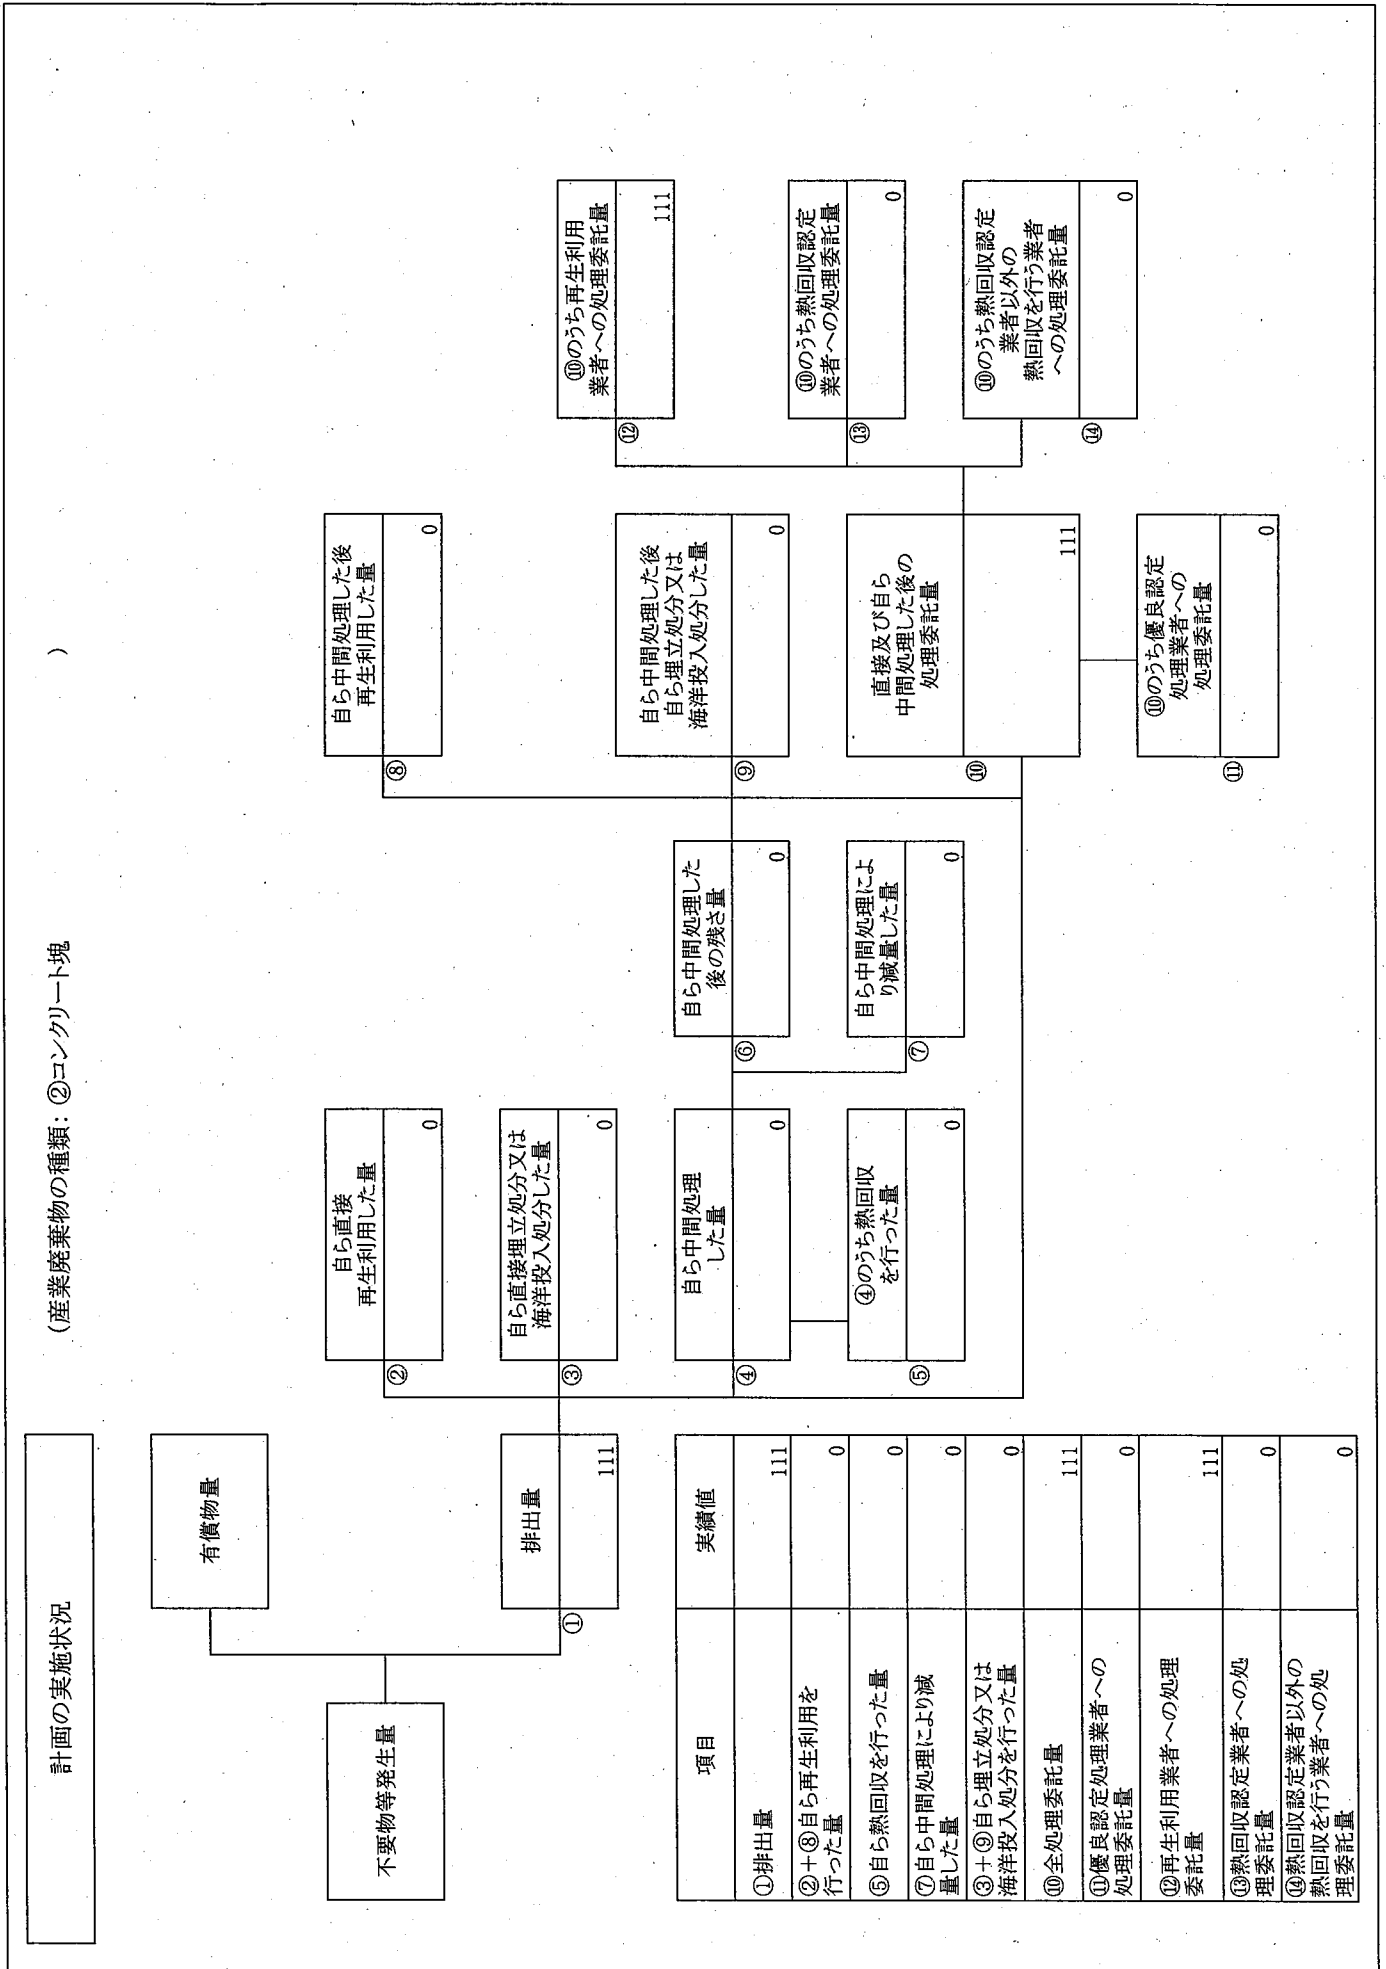 計画の実施状況
(産業廃棄物の種類：②コンクリート塊
)
不要物等発生量
有償物量
①
排出量
111
②
自ら直接
再生利用した量
0
③
自ら直接埋立処分又は
海洋投入処分した量
0
④
自ら中間処理
した量
0
⑤
④のうち熱回収
を行った量
0
⑥
自ら中間処理した
後の残さ量
0
⑦
自ら中間処理によ
り減量した量
0
⑧
自ら中間処理した後
再生利用した量
0
⑨
自ら中間処理した後
自ら埋立処分又は
海洋投入処分した量
0
⑩
直接及び自ら
中間処理した後の
処理委託量
111
⑪
⑩のうち優良認定
処理業者への
処理委託量
0
⑫
⑩のうち再生利用
業者への処理委託量
111
⑬
⑩のうち熱回収認定
業者への処理委託量
0
⑭
⑩のうち熱回収認定
業者以外の
熱回収を行う業者
への処理委託量
0
項目 実績値
①排出量 111
②+⑧自ら再生利用を
行った量 0
⑤自ら熱回収を行った量 0
⑦自ら中間処理により減
量した量 0
③+⑨自ら埋立処分又は
海洋投入処分を行った量 0
⑩全処理委託量 111
⑪優良認定処理業者への
処理委託量 0
⑫再生利用業者への処理
委託量 111
⑬熱回収認定業者への処
理委託量 0
⑭熱回収認定業者以外の
熱回収を行う業者への処
理委託量 0